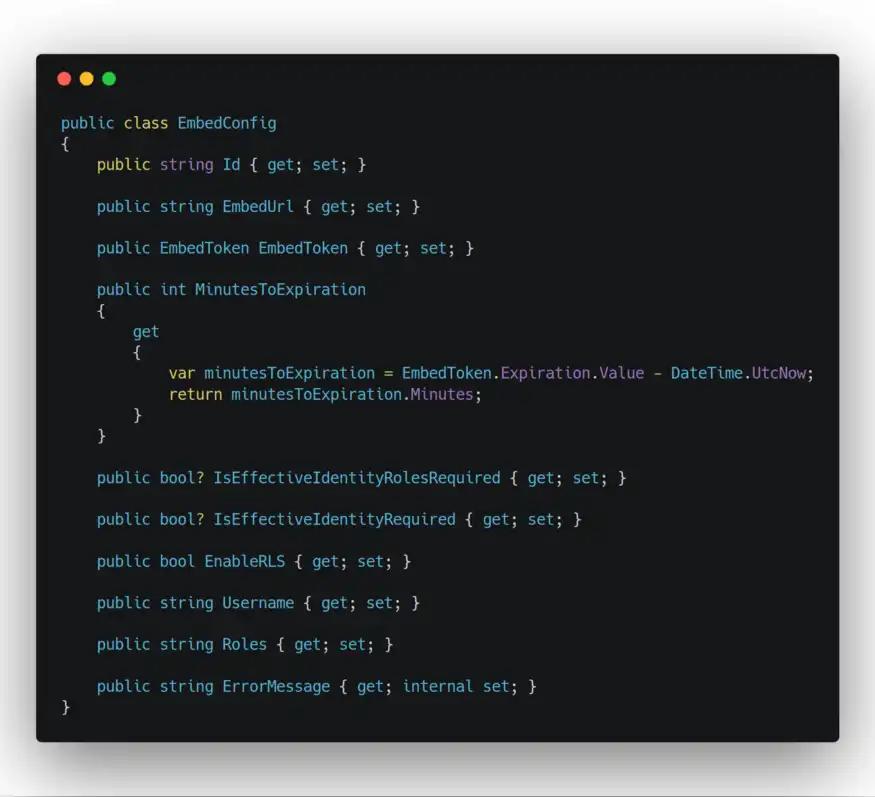 public class EmbedConfig
{
    public string Id { get; set; }

    public string EmbedUrl { get; set; }

    public EmbedToken EmbedToken { get; set; }

    public int MinutesToExpiration
    {
        get
        {
            var minutesToExpiration = EmbedToken.Expiration.Value - DateTime.UtcNow;
            return minutesToExpiration.Minutes;
        }
    }

    public bool? IsEffectiveIdentityRolesRequired { get; set; }

    public bool? IsEffectiveIdentityRequired { get; set; }

    public bool EnableRLS { get; set; }

    public string Username { get; set; }

    public string Roles { get; set; }

    public string ErrorMessage { get; internal set; }
}